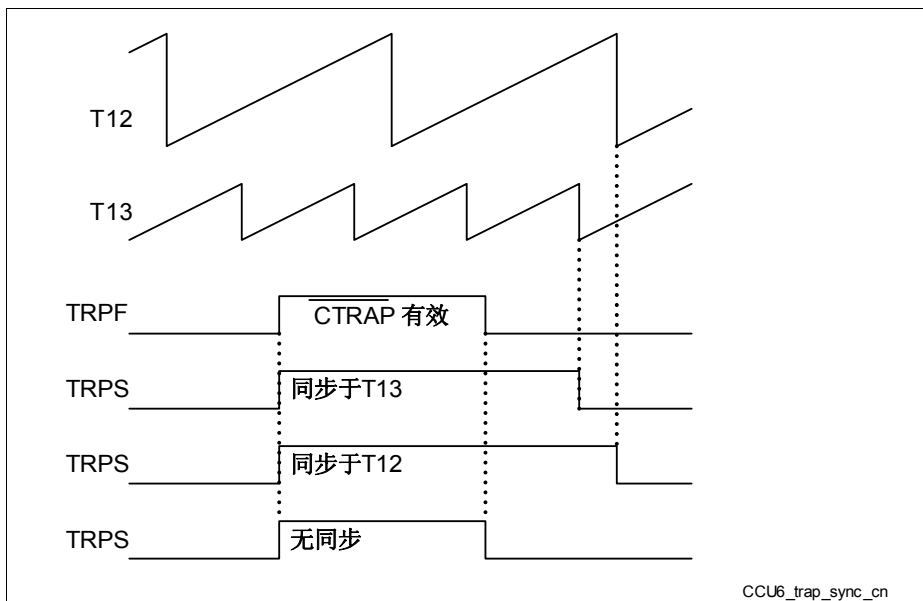 T12
T13
TRPF
CTRAP 有效
TRPS
同步于T13
TRPS
同步于T12
TRPS
无同步
CCU6_trap_sync_cn